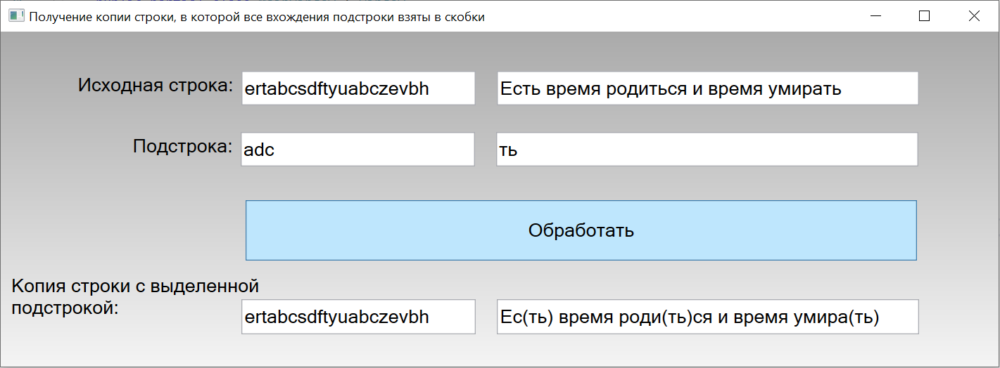 Получение копии строки, в которой все вхождения подстроки взяты в скобки
Исходная строка: ertabcsdftyuabczevbh Есть время родиться и время умирать
Подстрока: adc ть
Обработать
Копия строки с выделенной
подстрокой: ertabcsdftyuabczevbh Ес(ть) время роди(ть)ся и время умира(ть)